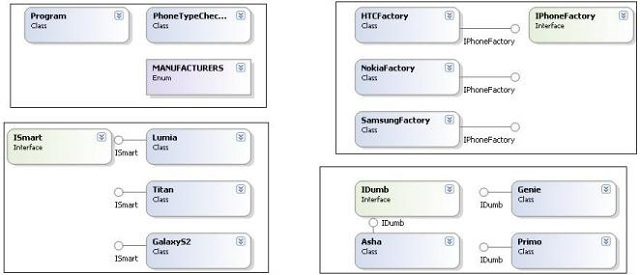 Program
Class
PhoneTypeChec...
Class
MANUFACTURERS
Enum
HTCFactory
Class
IPhoneFactory
IPhoneFactory
Interface
NokiaFactory
Class
IPhoneFactory
SamsungFactory
Class
IPhoneFactory
ISmart
Interface
Lumia
Class
ISmart
Titan
Class
ISmart
GalaxyS2
Class
ISmart
IDumb
Interface
IDumb
Asha
Class
Genie
Class
IDumb
Primo
Class
IDumb